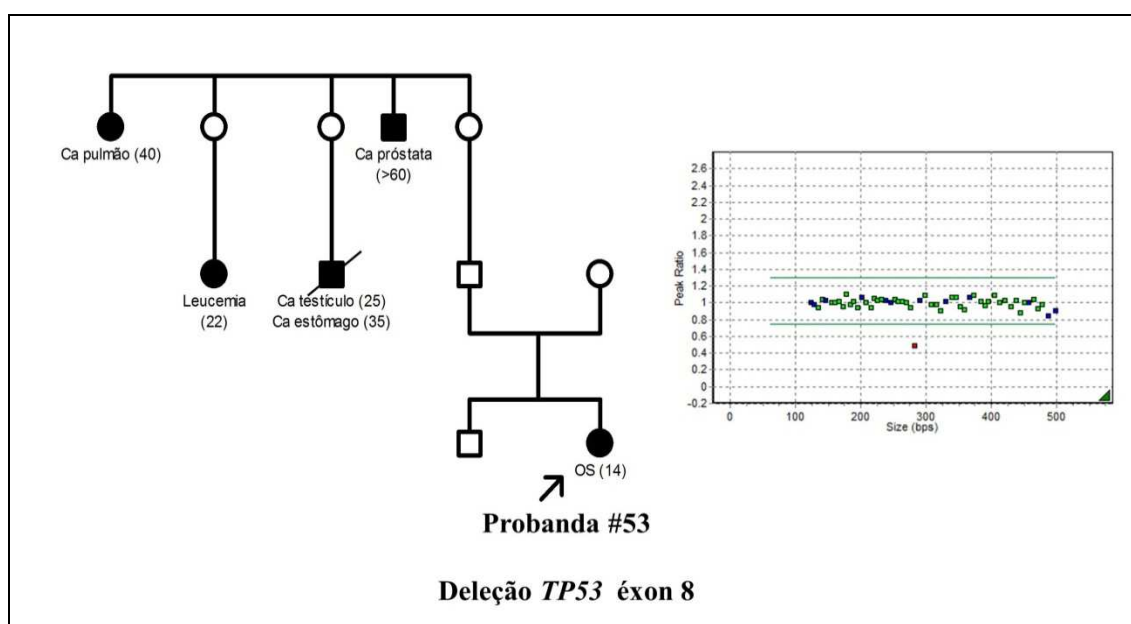 Ca pulmão (40)
Ca próstata
(>60)
Leucemia
(22)
Ca testículo (25)
Ca estômago (35)
OS (14)
Probanda #53
Deleção TP53 éxon 8
Peak Ratio
2.6
2.4
2.2
2
1.8
1.6
1.4
1.2
1
0.8
0.6
0.4
0.2
0
-0.2
0 100 200 300 400 500
Size (bps)